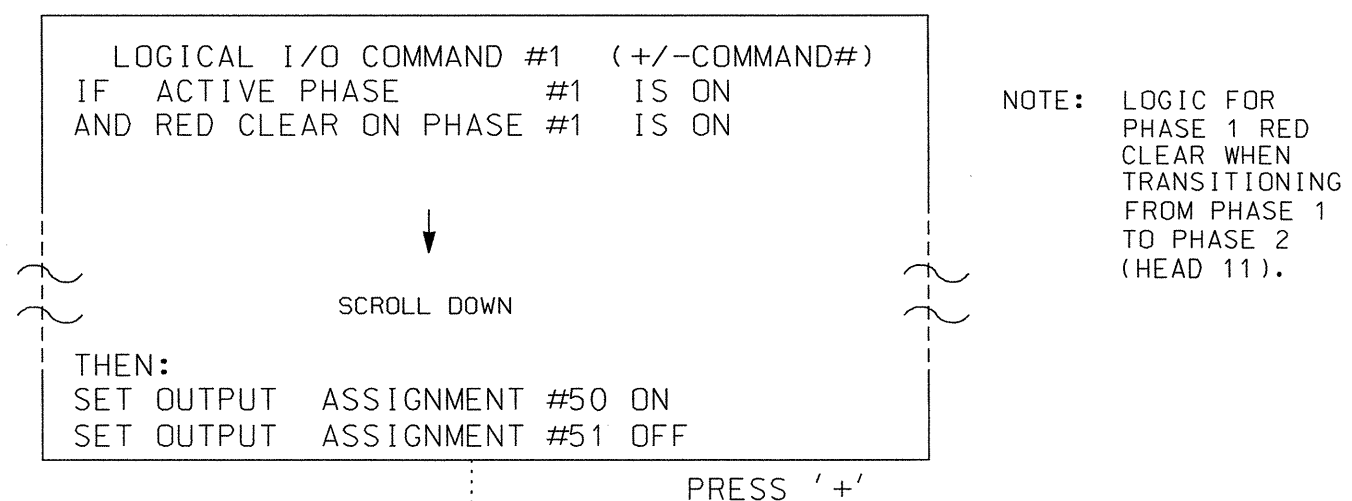 LOGICAL I/O COMMAND #1 (+/-COMMAND#)
IF ACTIVE PHASE #1 IS ON
AND RED CLEAR ON PHASE #1 IS ON
SCROLL DOWN
THEN:
SET OUTPUT ASSIGNMENT #50 ON
SET OUTPUT ASSIGNMENT #51 OFF
PRESS '+'
NOTE: LOGIC FOR
PHASE 1 RED
CLEAR WHEN
TRANSITIONING
FROM PHASE 1
TO PHASE 2
(HEAD 11).